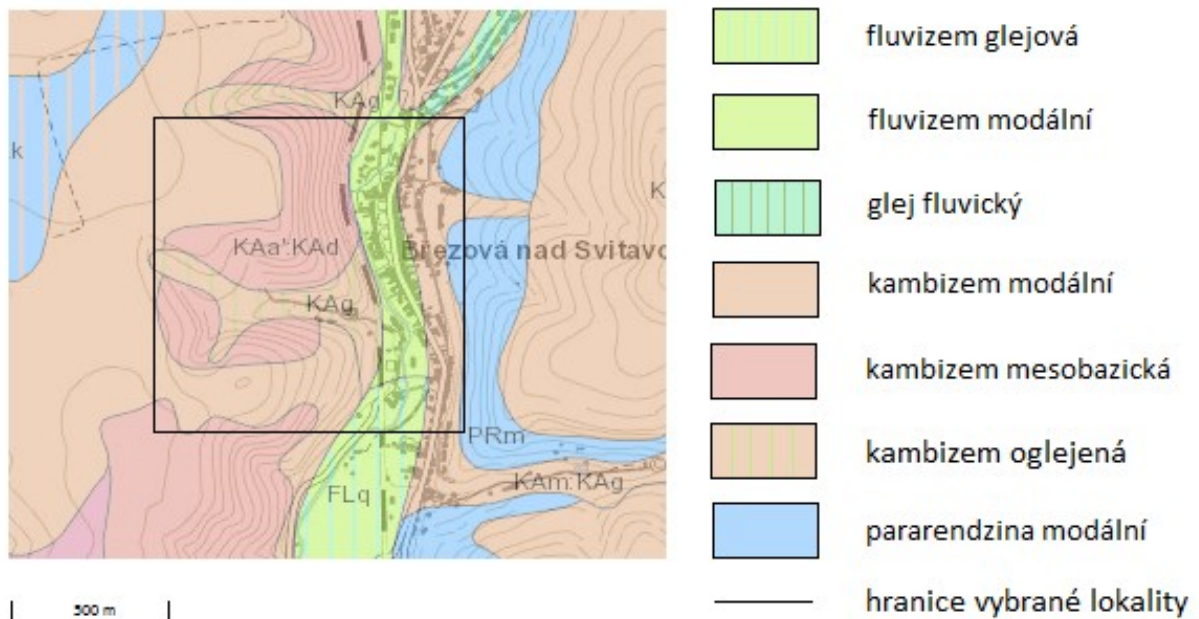 KAg
k
K
KAa':KAd
Březová nad Svitavo
KAg
PRm
KAm:KAg
FLq
fluvizem glejová
fluvizem modální
glej fluvický
kambizem modální
kambizem mesobazická
kambizem oglejená
pararendzina modální
hranice vybrané lokality
500 m